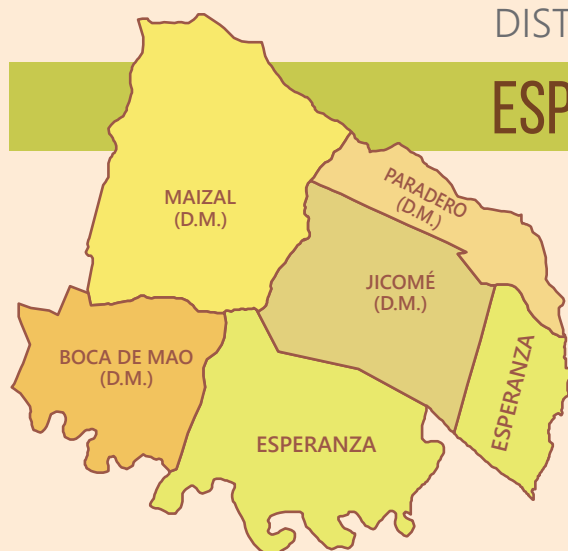 DIST
ESP
MAIZAL
(D.M.)
PARADERO
(D.M.)
JICOMÉ
(D.M.)
BOCA DE MAO
(D.M.)
ESPERANZA
ESPERANZA